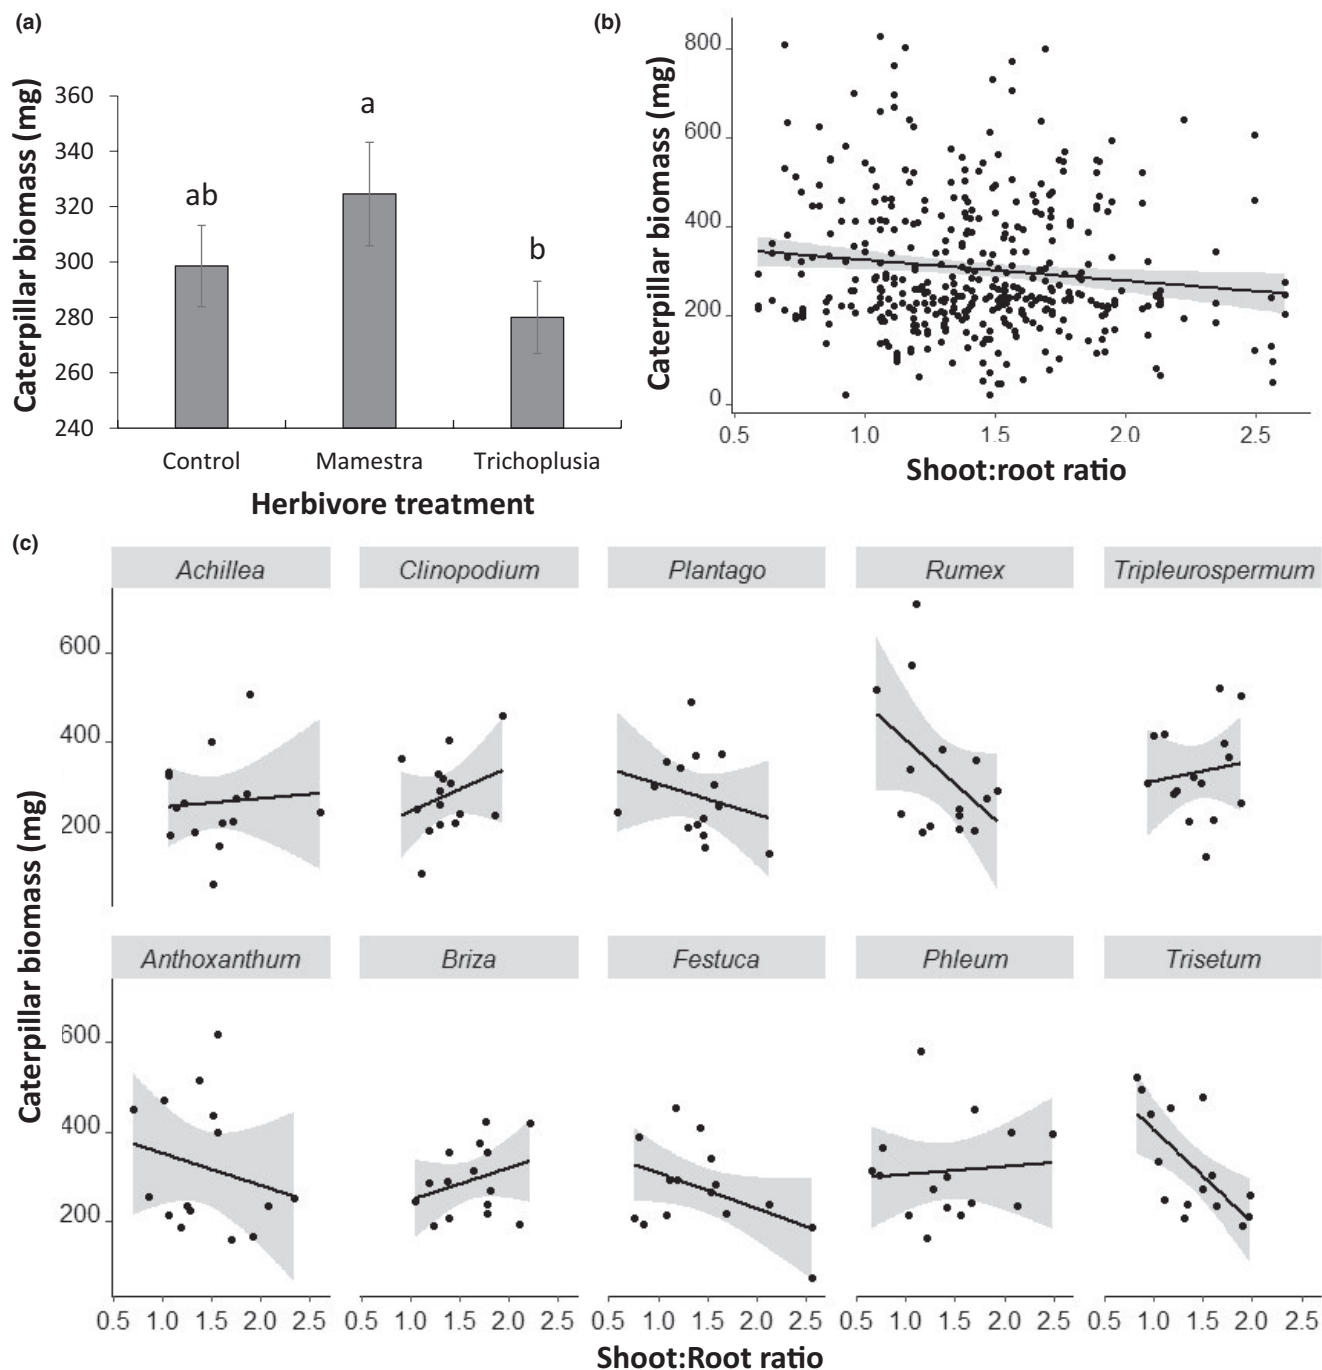 (a)
Caterpillar biomass (mg)
360
340
320
300
280
260
240
ab
a
b
Control Mamestra Trichoplusia
Herbivore treatment
(b)
Caterpillar biomass (mg)
800
600
400
200
0
0.5 1.0 1.5 2.0 2.5
Shoot:root ratio
(c)
Caterpillar biomass (mg)
Achillea Clinopodium Plantago Rumex Tripleurospermum
600
400
200
Anthoxanthum Briza Festuca Phleum Trisetum
600
400
200
0.5 1.0 1.5 2.0 2.5 0.5 1.0 1.5 2.0 2.5 0.5 1.0 1.5 2.0 2.5 0.5 1.0 1.5 2.0 2.5 0.5 1.0 1.5 2.0 2.5
Shoot:Root ratio